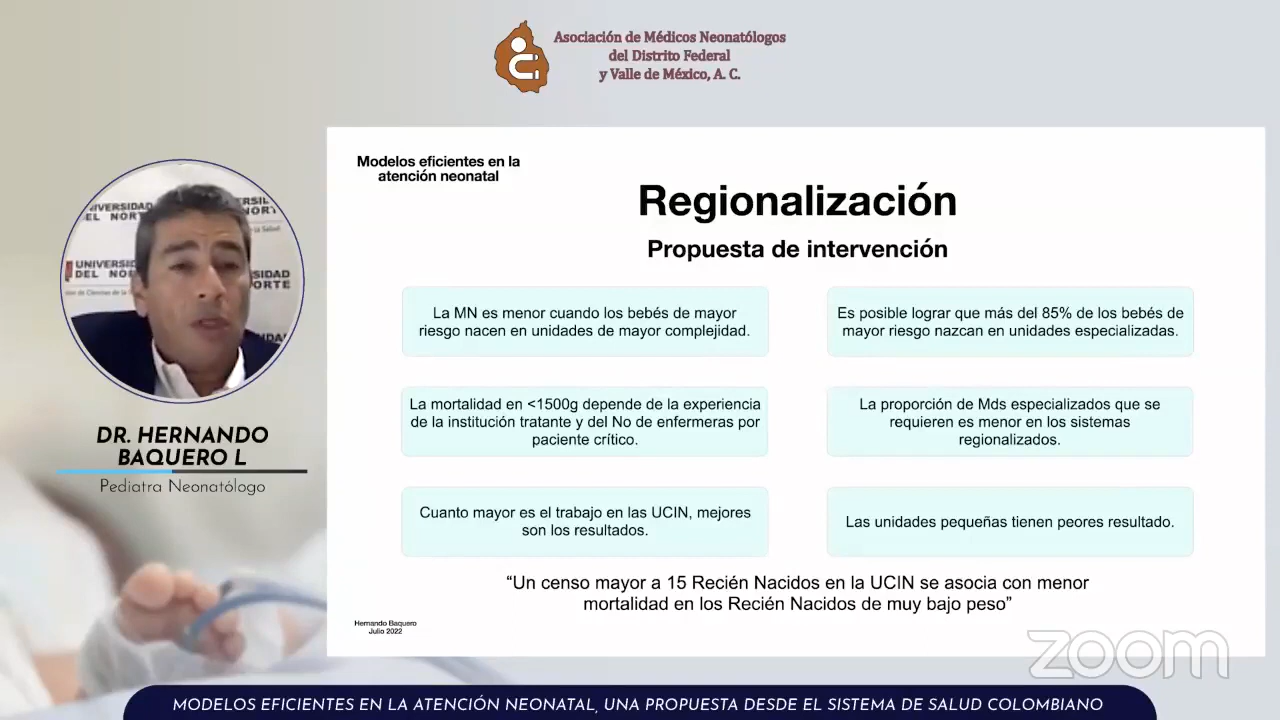 Asociación de Médicos Neonatólogos
del Distrito Federal
y Valle de México, A. C.
Modelos eficientes en la
atención neonatal
Regionalización
Propuesta de intervención
La MN es menor cuando los bebés de mayor
riesgo nacen en unidades de mayor complejidad.
Es posible lograr que más del 85% de los bebés de
mayor riesgo nazcan en unidades especializadas.
La mortalidad en <1500g depende de la experiencia
de la institución tratante y del No de enfermeras por
paciente crítico.
La proporción de Mds especializados que se
requieren es menor en los sistemas
regionalizados.
Cuanto mayor es el trabajo en las UCIN, mejores
son los resultados.
Las unidades pequeñas tienen peores resultado.
“Un censo mayor a 15 Recién Nacidos en la UCIN se asocia con menor
mortalidad en los Recién Nacidos de muy bajo peso”
Hernando Baquero
Julio 2022
UNIVERSIDAD
DEL NORTE
DR. HERNANDO
BAQUERO L
Pediatra Neonatólogo
zoom
MODELOS EFICIENTES EN LA ATENCIÓN NEONATAL, UNA PROPUESTA DESDE EL SISTEMA DE SALUD COLOMBIANO